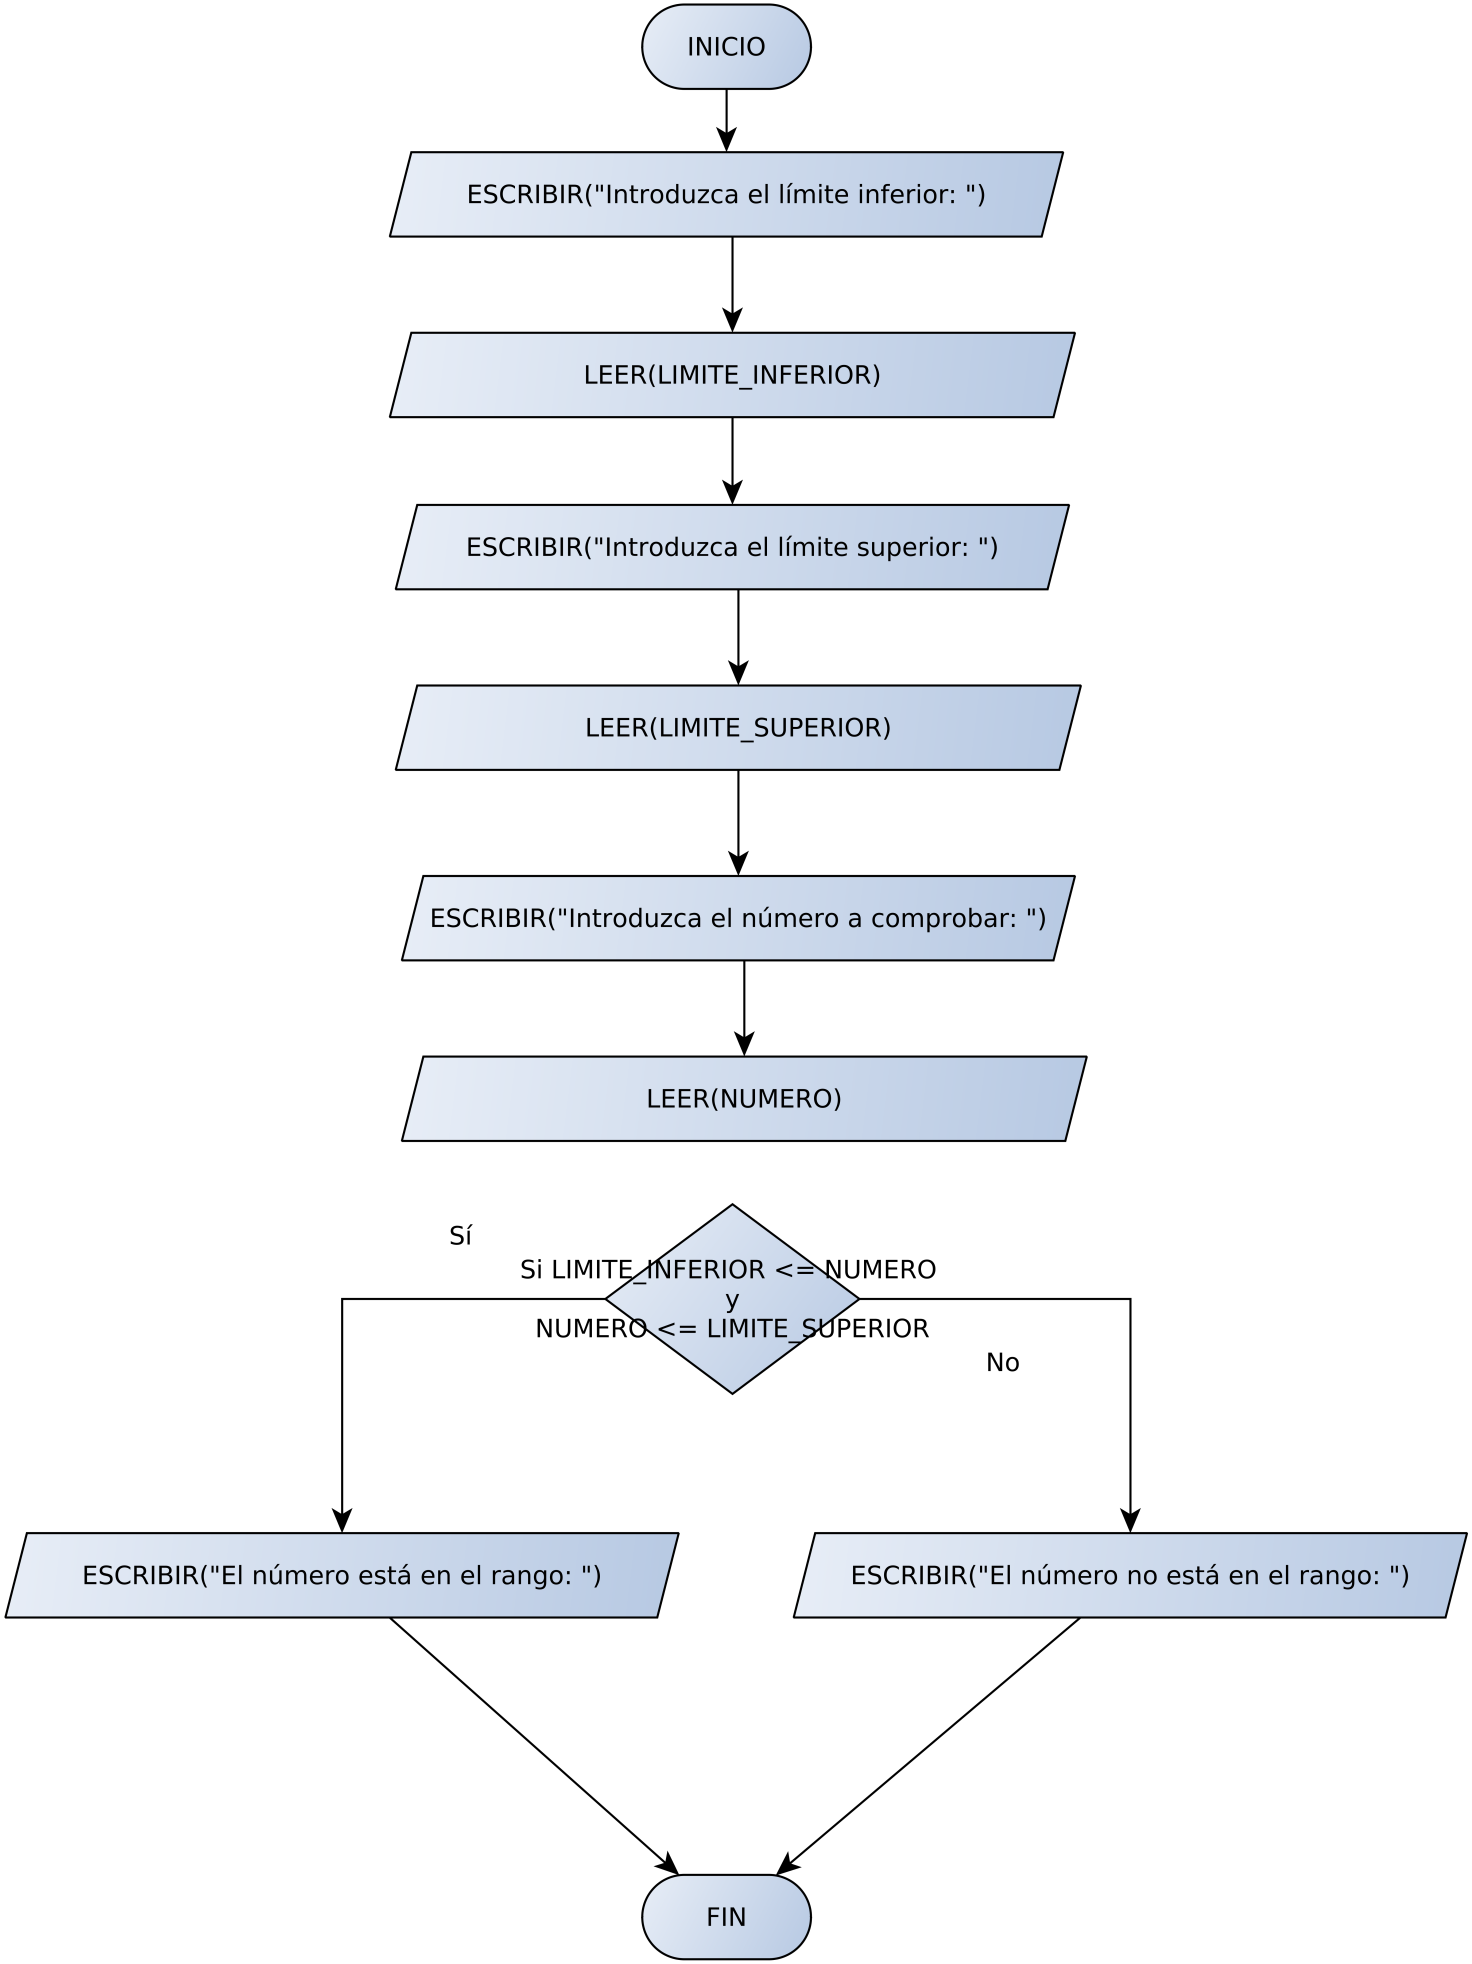 INICIO
ESCRIBIR("Introduzca el límite inferior: ")
LEER(LIMITE_INFERIOR)
ESCRIBIR("Introduzca el límite superior: ")
LEER(LIMITE_SUPERIOR)
ESCRIBIR("Introduzca el número a comprobar: ")
LEER(NUMERO)
Sí
Si LIMITE_INFERIOR <= NUMERO
y
NUMERO <= LIMITE_SUPERIOR
No
ESCRIBIR("El número está en el rango: ")
ESCRIBIR("El número no está en el rango: ")
FIN